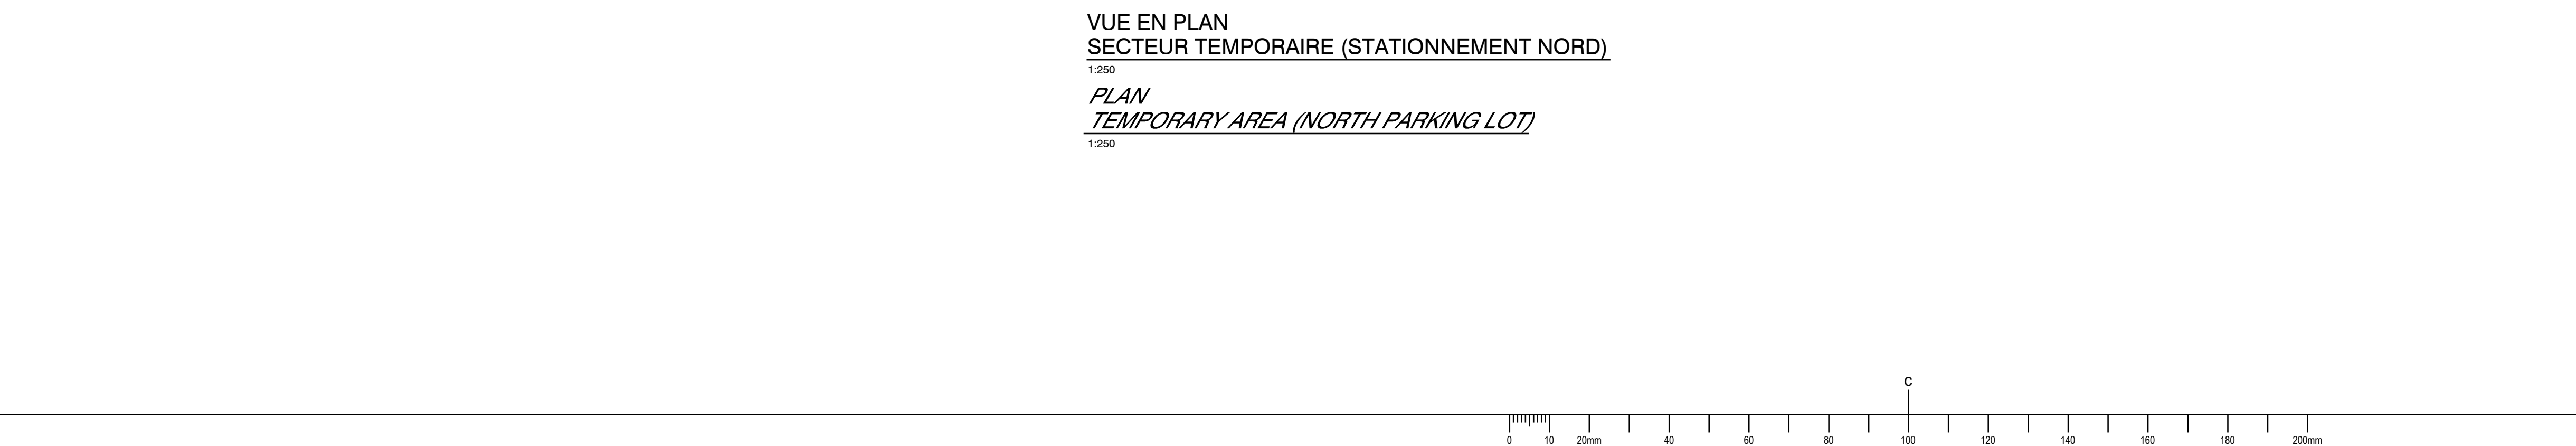 VUE EN PLAN
SECTEUR TEMPORAIRE (STATIONNEMENT NORD)
1:250
PLAN
TEMPORARY AREA (NORTH PARKING LOT)
1:250
C
0 10 20mm 40 60 80 100 120 140 160 180 200mm